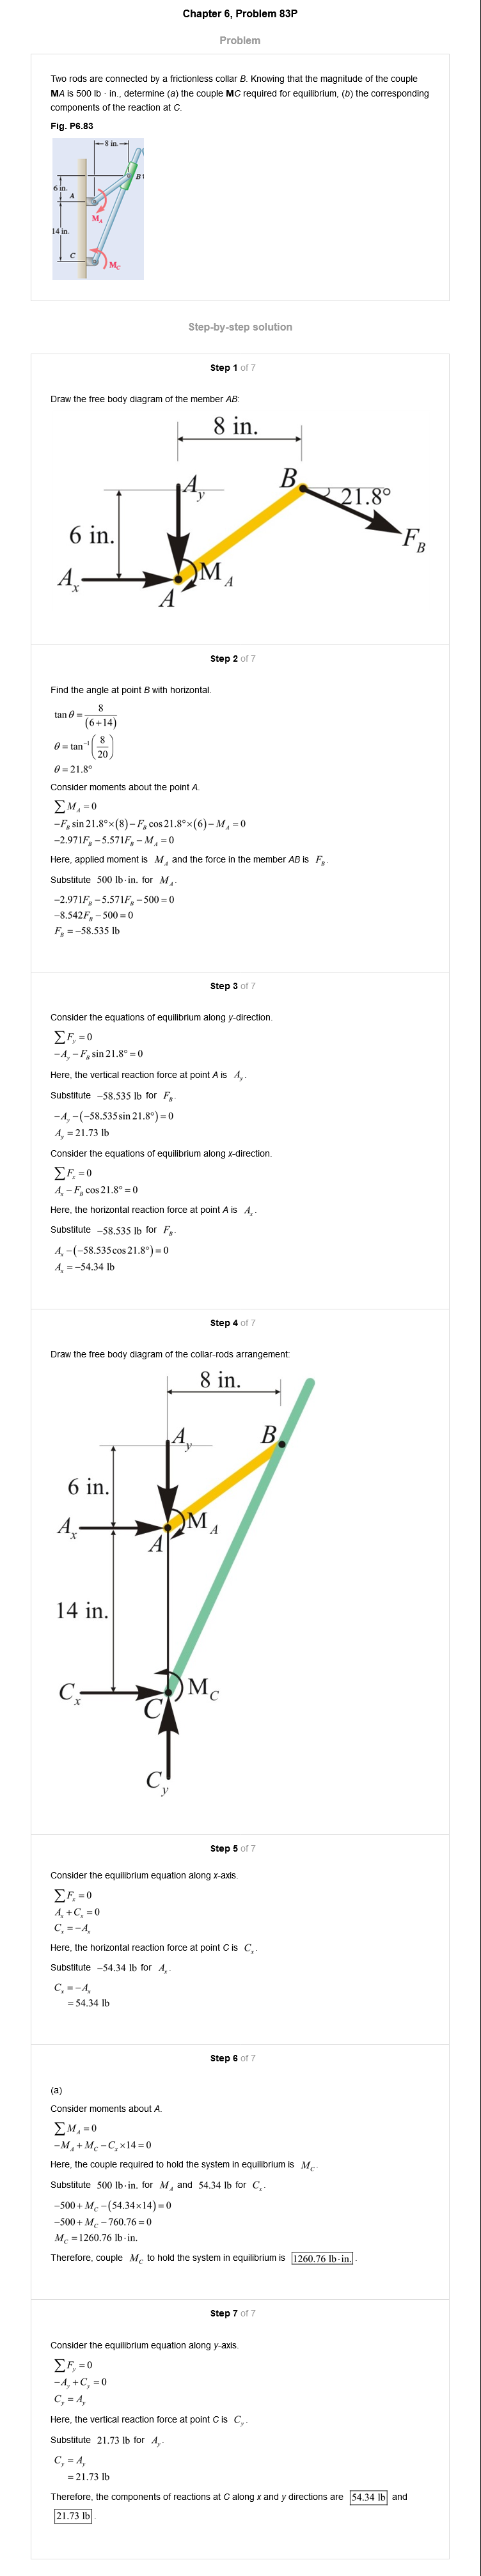 Chapter 6, Problem 83P
Problem
Two rods are connected by a frictionless collar B. Knowing that the magnitude of the couple
MA is 500 lb · in., determine (a) the couple MC required for equilibrium, (b) the corresponding
components of the reaction at C.
Fig. P6.83
8 in.
B
6 in.
A
M_A
14 in.
C
M_C
Step-by-step solution
Step 1 of 7
Draw the free body diagram of the member AB:
8 in.
A_y
B
21.8°
6 in.
F_B
A_x
M_A
A
Step 2 of 7
Find the angle at point B with horizontal.
tan θ = 8/(6+14)
θ = tan⁻¹(8/20)
θ = 21.8°
Consider moments about the point A.
∑M_A = 0
−F_B sin 21.8°×(8) − F_B cos 21.8°×(6) − M_A = 0
−2.971F_B − 5.571F_B − M_A = 0
Here, applied moment is M_A and the force in the member AB is F_B.
Substitute 500 lb·in. for M_A.
−2.971F_B − 5.571F_B − 500 = 0
−8.542F_B − 500 = 0
F_B = −58.535 lb
Step 3 of 7
Consider the equations of equilibrium along y-direction.
∑F_y = 0
−A_y − F_B sin 21.8° = 0
Here, the vertical reaction force at point A is A_y.
Substitute −58.535 lb for F_B.
−A_y − (−58.535 sin 21.8°) = 0
A_y = 21.73 lb
Consider the equations of equilibrium along x-direction.
∑F_x = 0
A_x − F_B cos 21.8° = 0
Here, the horizontal reaction force at point A is A_x.
Substitute −58.535 lb for F_B.
A_x − (−58.535 cos 21.8°) = 0
A_x = −54.34 lb
Step 4 of 7
Draw the free body diagram of the collar-rods arrangement:
8 in.
A_y
B
6 in.
A_x
M_A
A
14 in.
C_x
M_C
C
C_y
Step 5 of 7
Consider the equilibrium equation along x-axis.
∑F_x = 0
A_x + C_x = 0
C_x = −A_x
Here, the horizontal reaction force at point C is C_x.
Substitute −54.34 lb for A_x.
C_x = −A_x
= 54.34 lb
Step 6 of 7
(a)
Consider moments about A.
∑M_A = 0
−M_A + M_C − C_x×14 = 0
Here, the couple required to hold the system in equilibrium is M_C.
Substitute 500 lb·in. for M_A and 54.34 lb for C_x.
−500 + M_C − (54.34×14) = 0
−500 + M_C − 760.76 = 0
M_C = 1260.76 lb·in.
Therefore, couple M_C to hold the system in equilibrium is 1260.76 lb·in..
Step 7 of 7
Consider the equilibrium equation along y-axis.
∑F_y = 0
−A_y + C_y = 0
C_y = A_y
Here, the vertical reaction force at point C is C_y.
Substitute 21.73 lb for A_y.
C_y = A_y
= 21.73 lb
Therefore, the components of reactions at C along x and y directions are 54.34 lb and
21.73 lb.